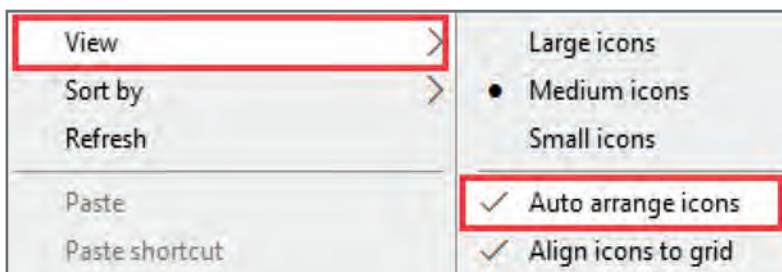 View
Sort by
Refresh
Paste
Paste shortcut
Large icons
Medium icons
Small icons
Auto arrange icons
Align icons to grid